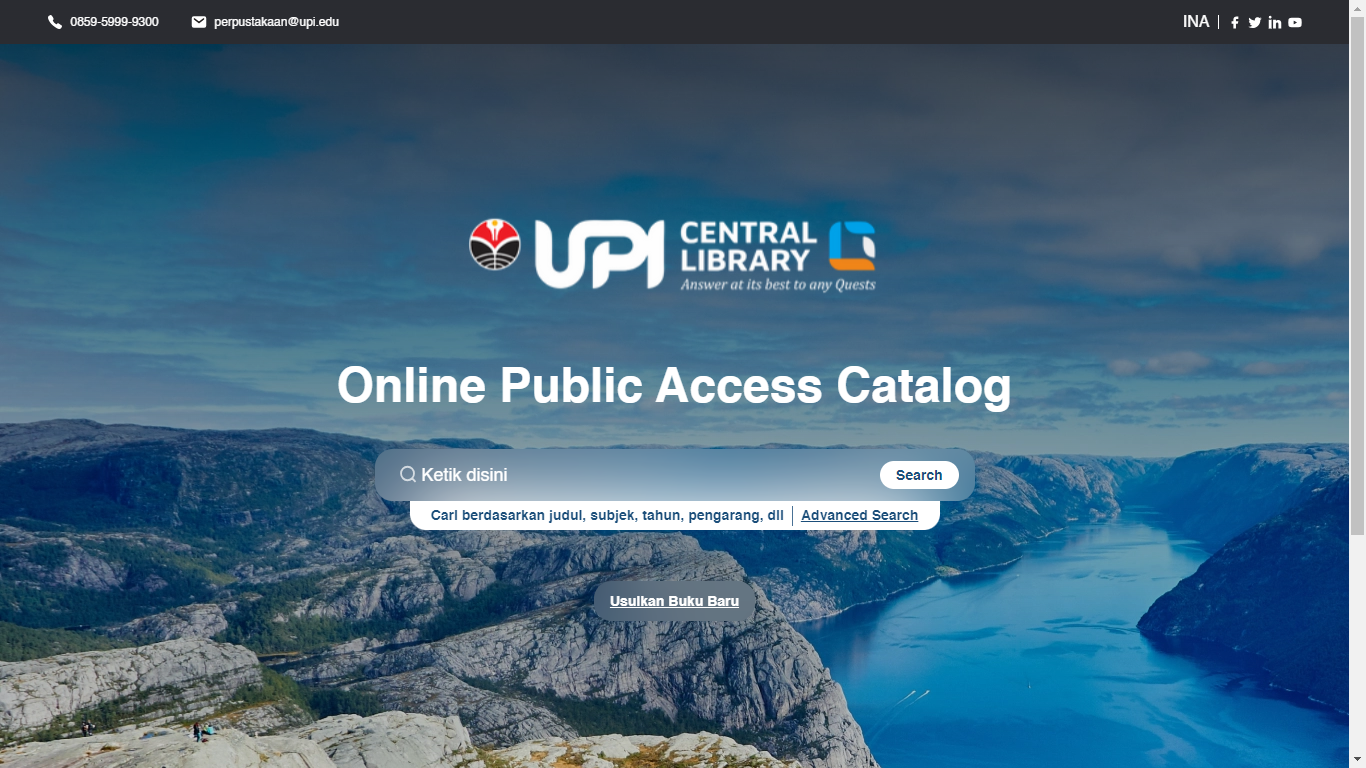 0859-5999-9300 perpustakaan@upi.edu INA
UPI CENTRAL LIBRARY
Answer at its best to any Quests
Online Public Access Catalog
Ketik disini Search
Cari berdasarkan judul, subjek, tahun, pengarang, dll Advanced Search
Usulkan Buku Baru